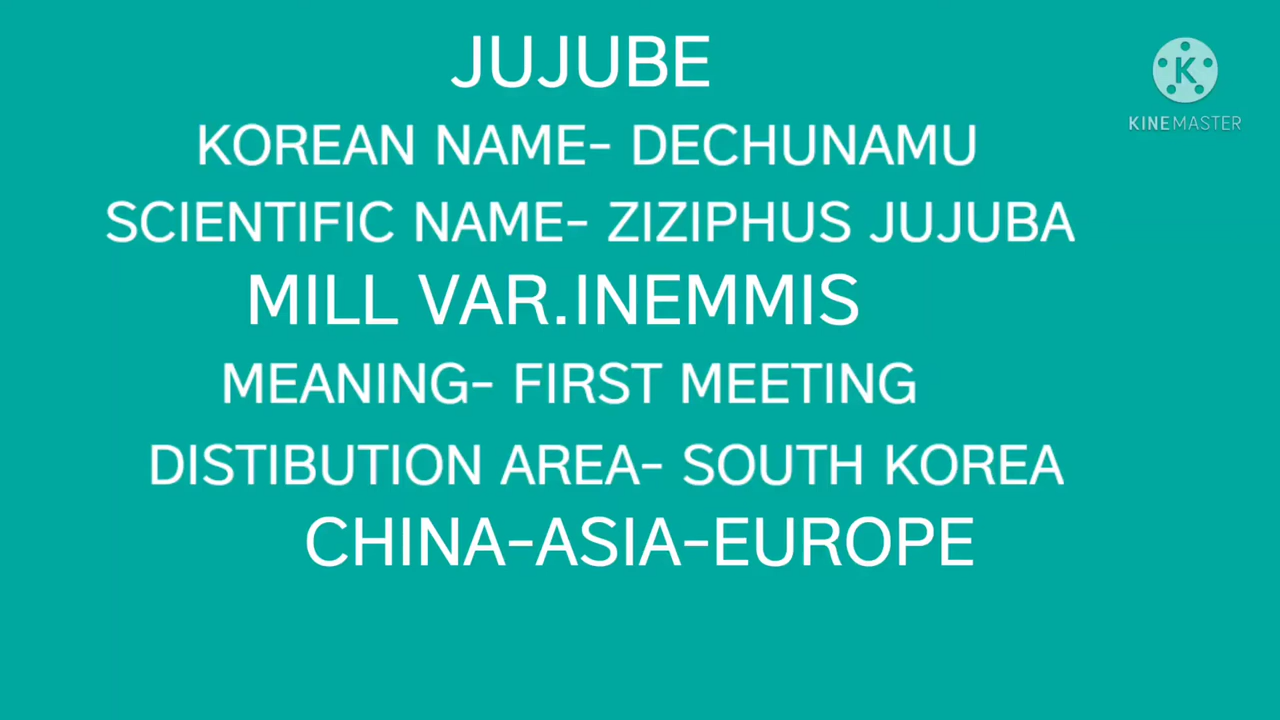 JUJUBE
KOREAN NAME- DECHUNAMU
SCIENTIFIC NAME- ZIZIPHUS JUJUBA
MILL VAR.INEMMIS
MEANING- FIRST MEETING
DISTIBUTION AREA- SOUTH KOREA
CHINA-ASIA-EUROPE
K
KINEMASTER